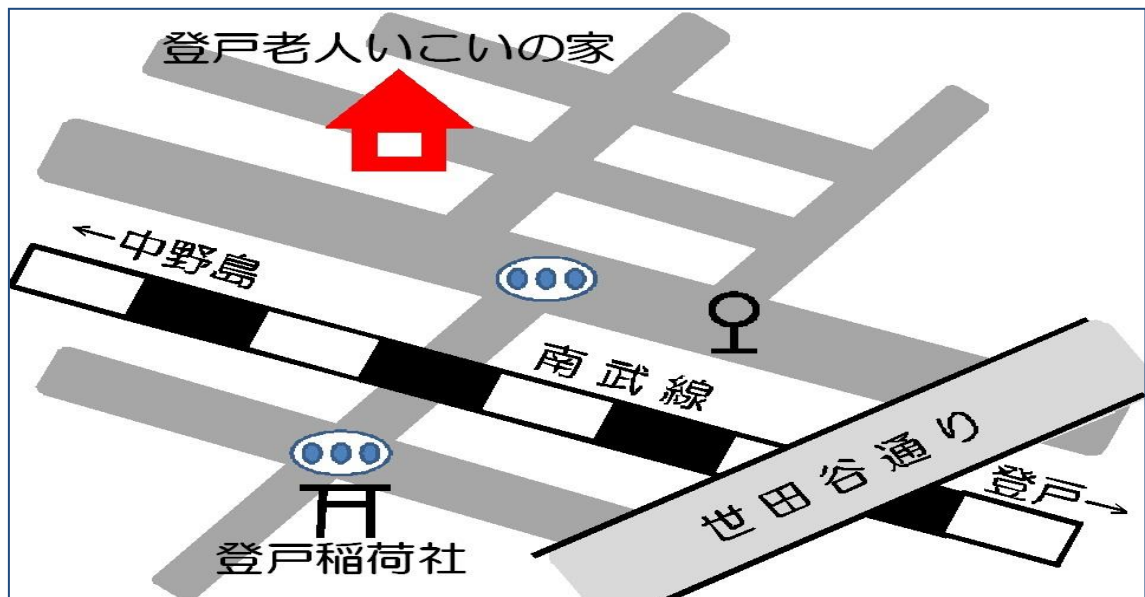 登戸老人いこいの家
←中野島
南武線
世田谷通り
登戸→
登戸稲荷社